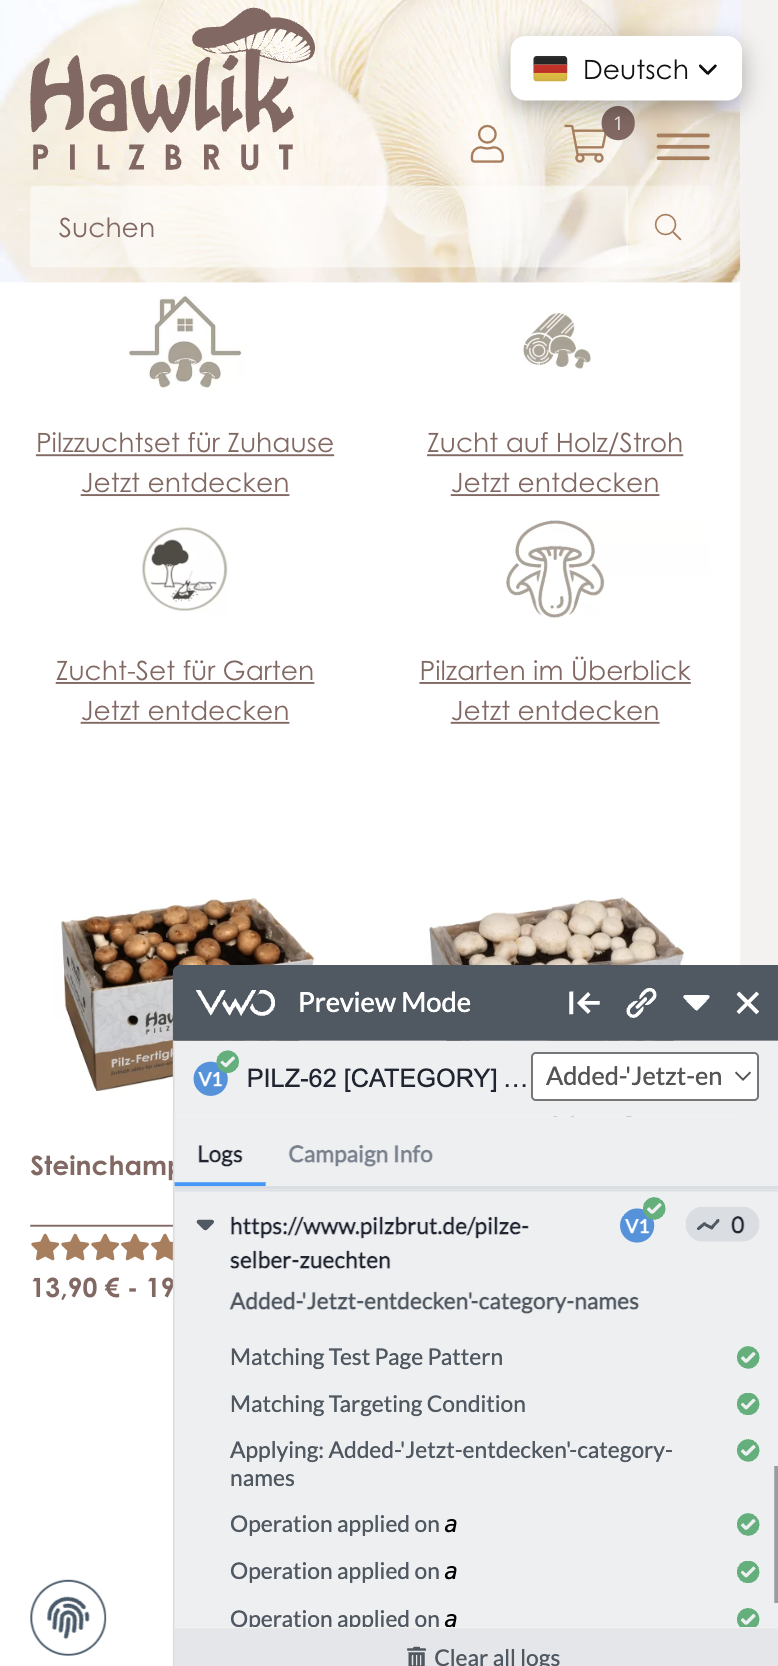 Hawlik
PILZBRUT
Deutsch
1
Suchen
Pilzzuchtset für Zuhause
Jetzt entdecken
Zucht auf Holz/Stroh
Jetzt entdecken
Zucht-Set für Garten
Jetzt entdecken
Pilzarten im Überblick
Jetzt entdecken
Haw
PILZ
Pilz-Fertig
VWO Preview Mode
V1 PILZ-62 [CATEGORY] ... Added-'Jetzt-en
Logs Campaign Info
https://www.pilzbrut.de/pilze-
selber-zuechten
V1 0
Added-'Jetzt-entdecken'-category-names
Matching Test Page Pattern
Matching Targeting Condition
Applying: Added-'Jetzt-entdecken'-category-
names
Operation applied on a
Operation applied on a
Operation applied on a
Clear all logs
Steinchamp
13,90 € - 19